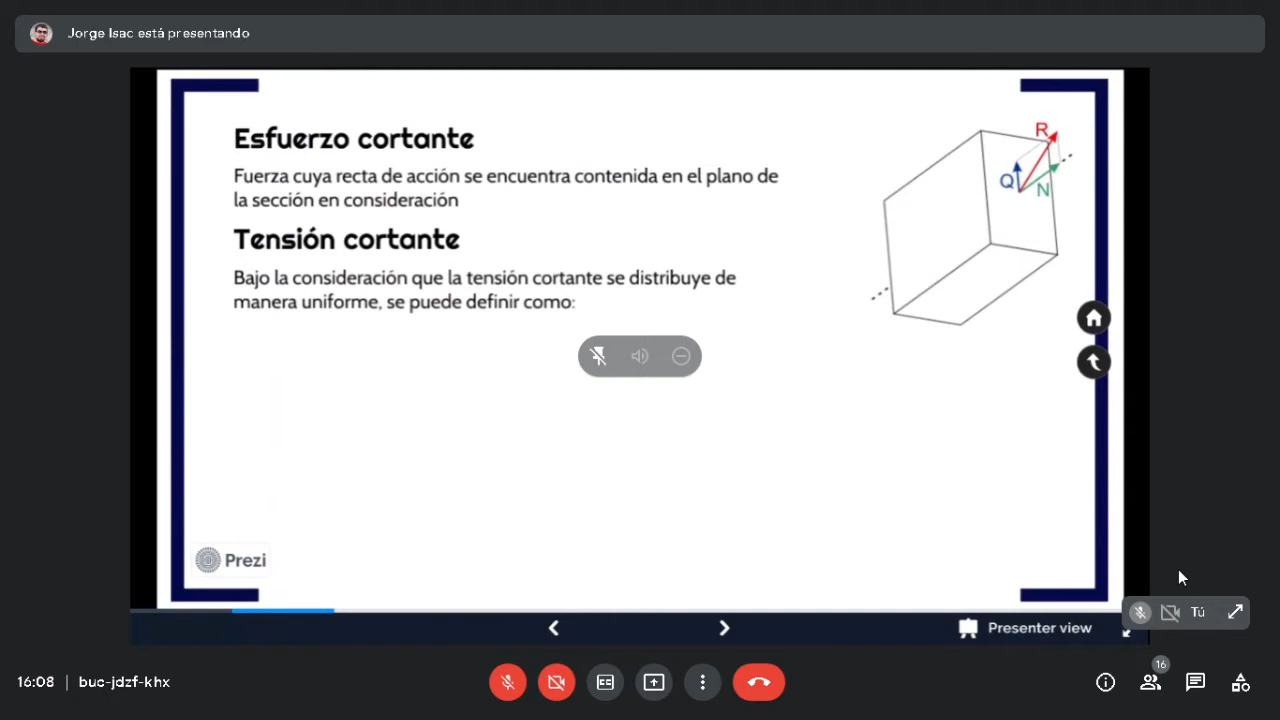 Jorge Isac está presentando
Esfuerzo cortante
Fuerza cuya recta de acción se encuentra contenida en el plano de
la sección en consideración
Tensión cortante
Bajo la consideración que la tensión cortante se distribuye de
manera uniforme, se puede definir como:
R
Q
N
Prezi
Tú
Presenter view
16:08 | buc-jdzf-khx
16